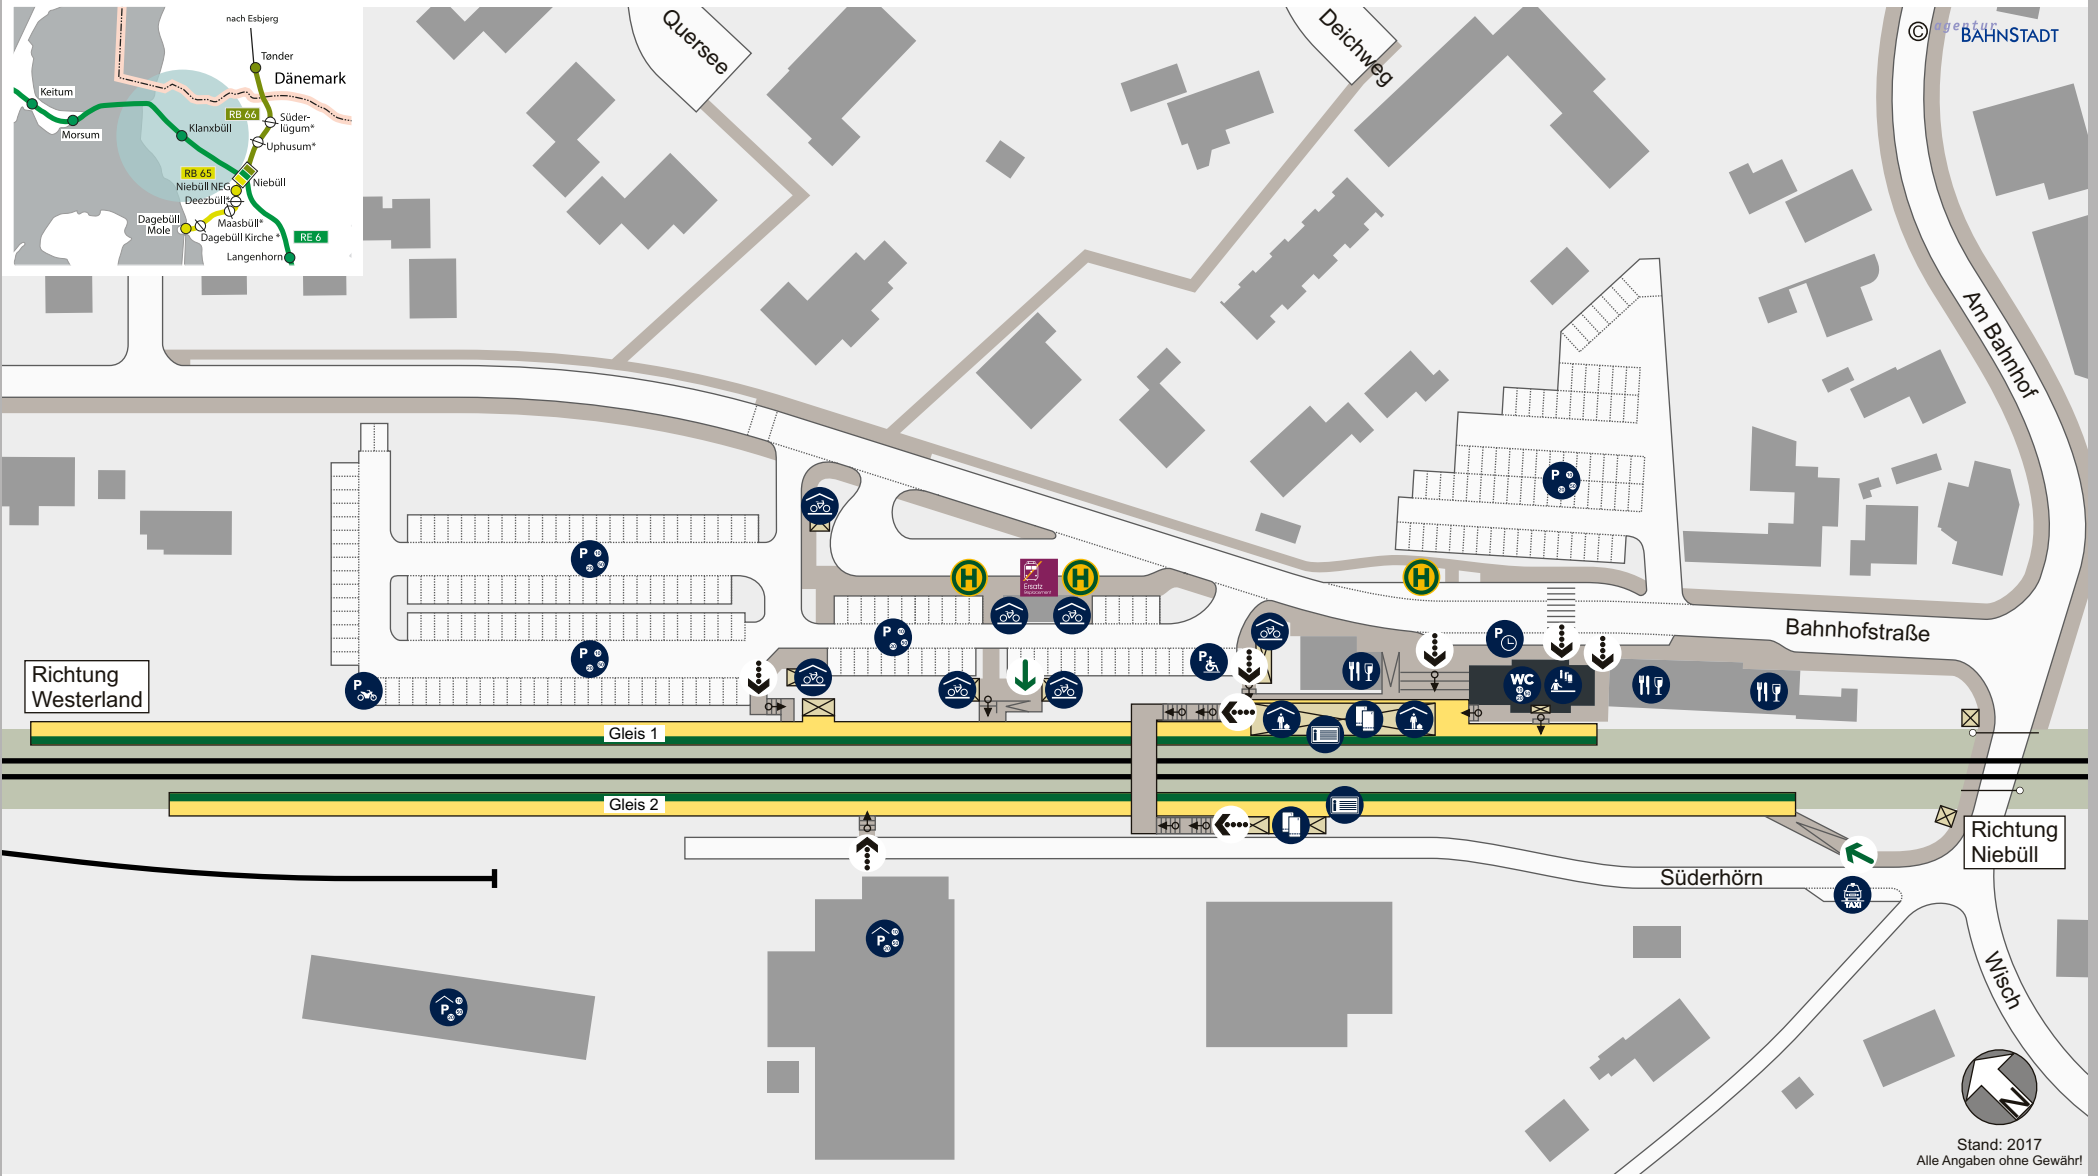 nach Esbjerg
Tønder
Dänemark
Keitum
Morsum
Klanxbüll
RB 66
Süder-
lügum*
Uphusum*
RB 65
Niebüll NEG
Niebüll
Deezbüll*
Dagebüll
Mole
Maasbüll*
Dagebüll Kirche *
RE 6
Langenhorn
Quersee
Deichweg
© agentur
BAHNSTADT
Am Bahnhof
P
P
P
P
P
P
P
H
H
H
Ersatz
Replacement
Bahnhofstraße
WC
Richtung
Westerland
Gleis 1
Gleis 2
Richtung
Niebüll
Süderhörn
TAXI
P
P
Wisch
N
Stand: 2017
Alle Angaben ohne Gewähr!